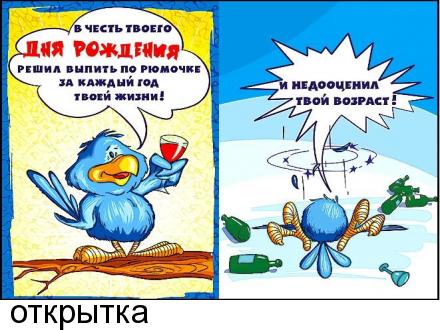 В ЧЕСТЬ ТВОЕГО
ДНЯ РОЖДЕНИЯ
РЕШИЛ ВЫПИТЬ ПО РЮМОЧКЕ
ЗА КАЖДЫЙ ГОД
ТВОЕЙ ЖИЗНИ!
И НЕДООЦЕНИЛ
ТВОЙ ВОЗРАСТ!
открытка